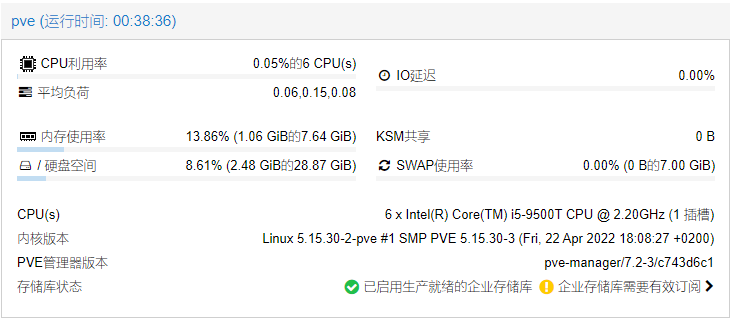 pve (运行时间: 00:38:36)
CPU利用率 0.05%的6 CPU(s)
IO延迟 0.00%
平均负荷 0.06,0.15,0.08
内存使用率 13.86% (1.06 GiB的7.64 GiB)
KSM共享 0 B
/ 硬盘空间 8.61% (2.48 GiB的28.87 GiB)
SWAP使用率 0.00% (0 B的7.00 GiB)
CPU(s) 6 x Intel(R) Core(TM) i5-9500T CPU @ 2.20GHz (1 插槽)
内核版本 Linux 5.15.30-2-pve #1 SMP PVE 5.15.30-3 (Fri, 22 Apr 2022 18:08:27 +0200)
PVE管理器版本 pve-manager/7.2-3/c743d6c1
存储库状态 已启用生产就绪的企业存储库 企业存储库需要有效订阅